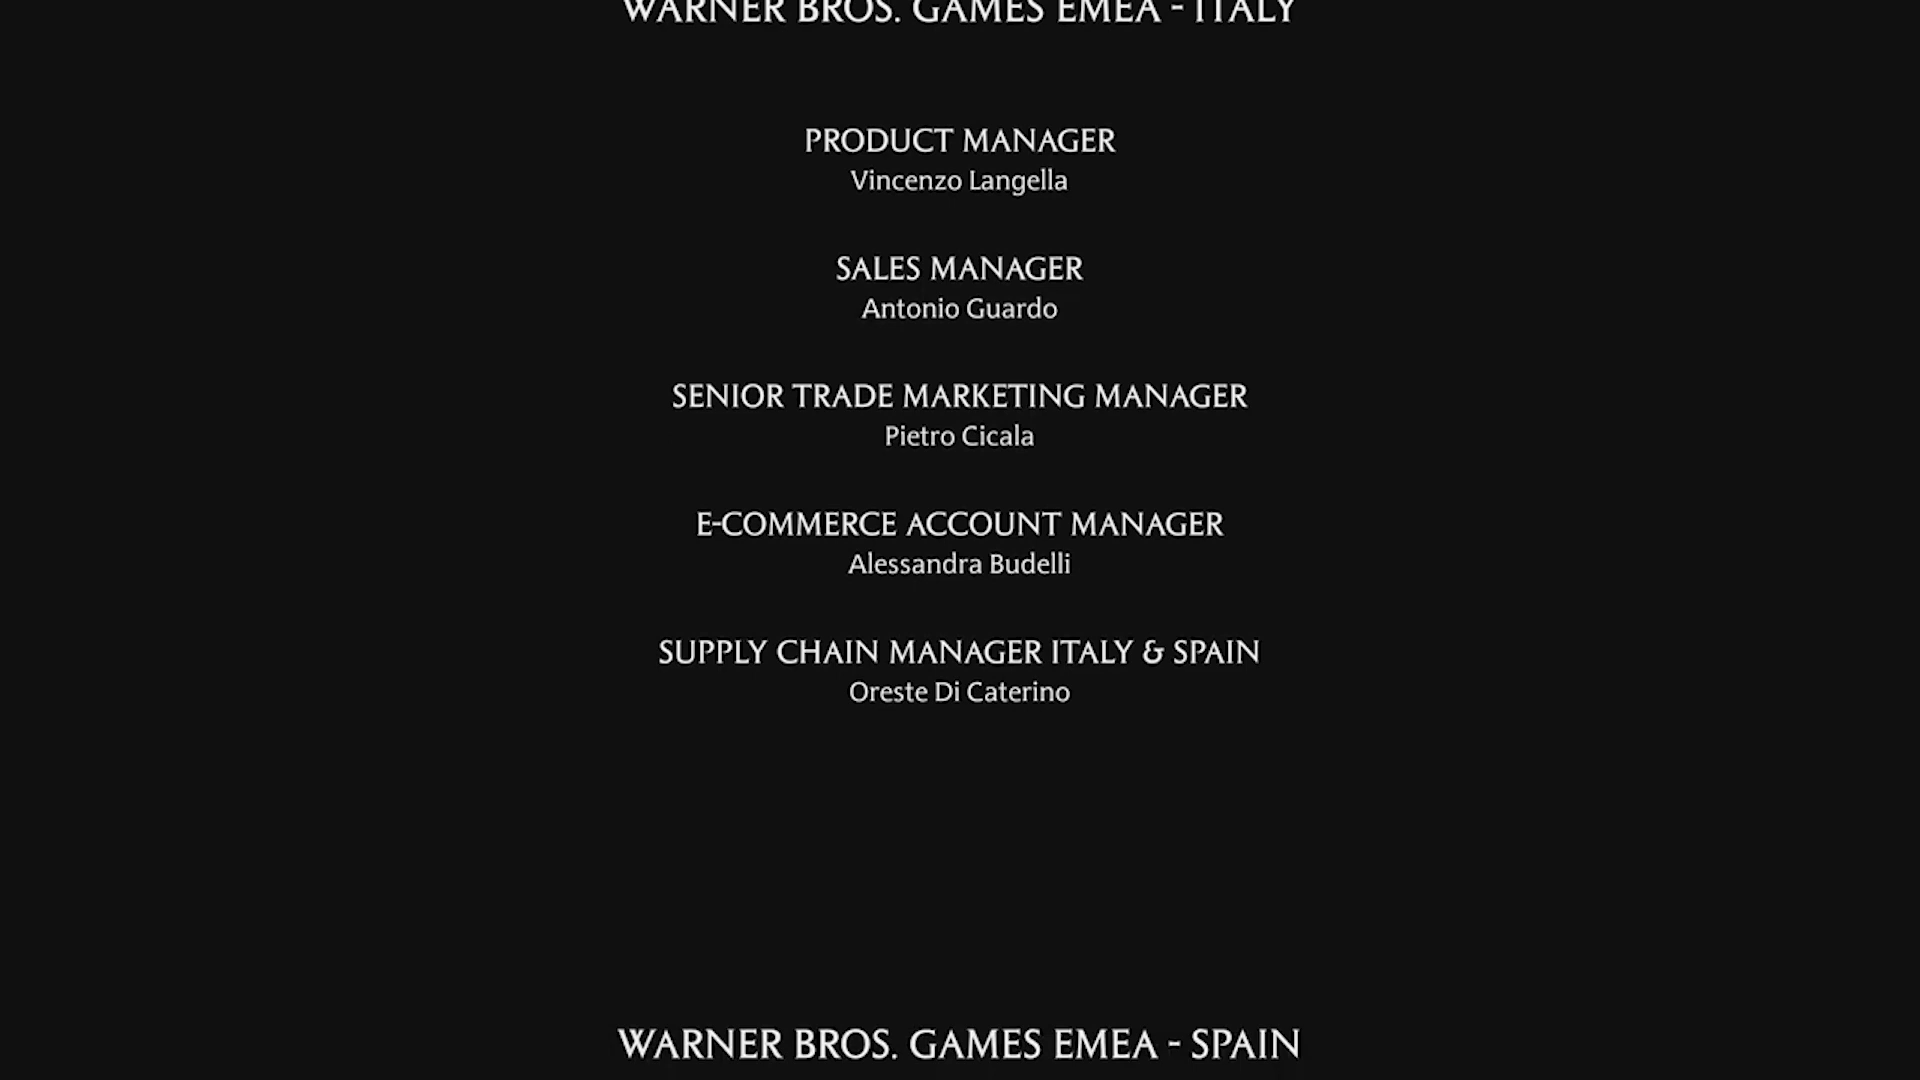 WARNER BROS. GAMES EMEA - ITALY
PRODUCT MANAGER
Vincenzo Langella
SALES MANAGER
Antonio Guardo
SENIOR TRADE MARKETING MANAGER
Pietro Cicala
E-COMMERCE ACCOUNT MANAGER
Alessandra Budelli
SUPPLY CHAIN MANAGER ITALY & SPAIN
Oreste Di Caterino
WARNER BROS. GAMES EMEA - SPAIN